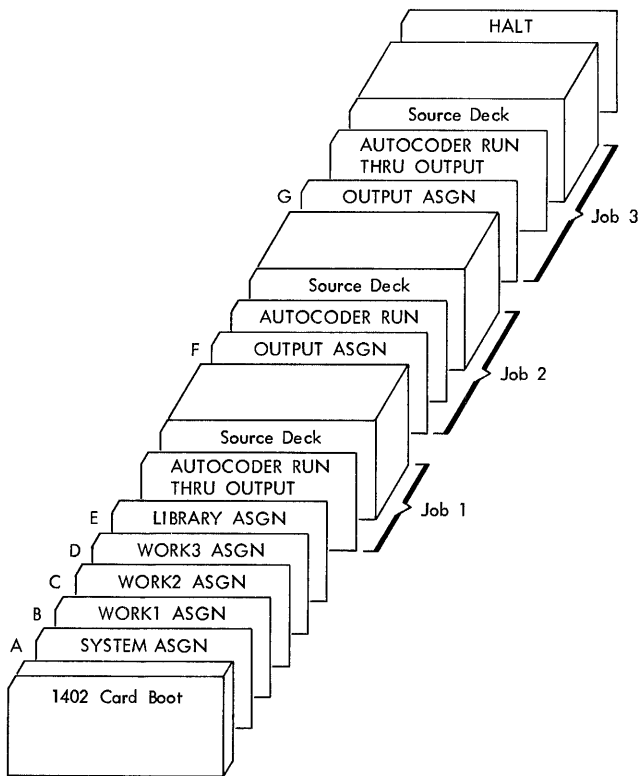 HALT
Source Deck
AUTOCODER RUN
THRU OUTPUT
G OUTPUT ASGN
Job 3
Source Deck
AUTOCODER RUN
F OUTPUT ASGN
Job 2
Source Deck
AUTOCODER RUN
THRU OUTPUT
E LIBRARY ASGN
Job 1
D WORK3 ASGN
C WORK2 ASGN
B WORK1 ASGN
A SYSTEM ASGN
1402 Card Boot